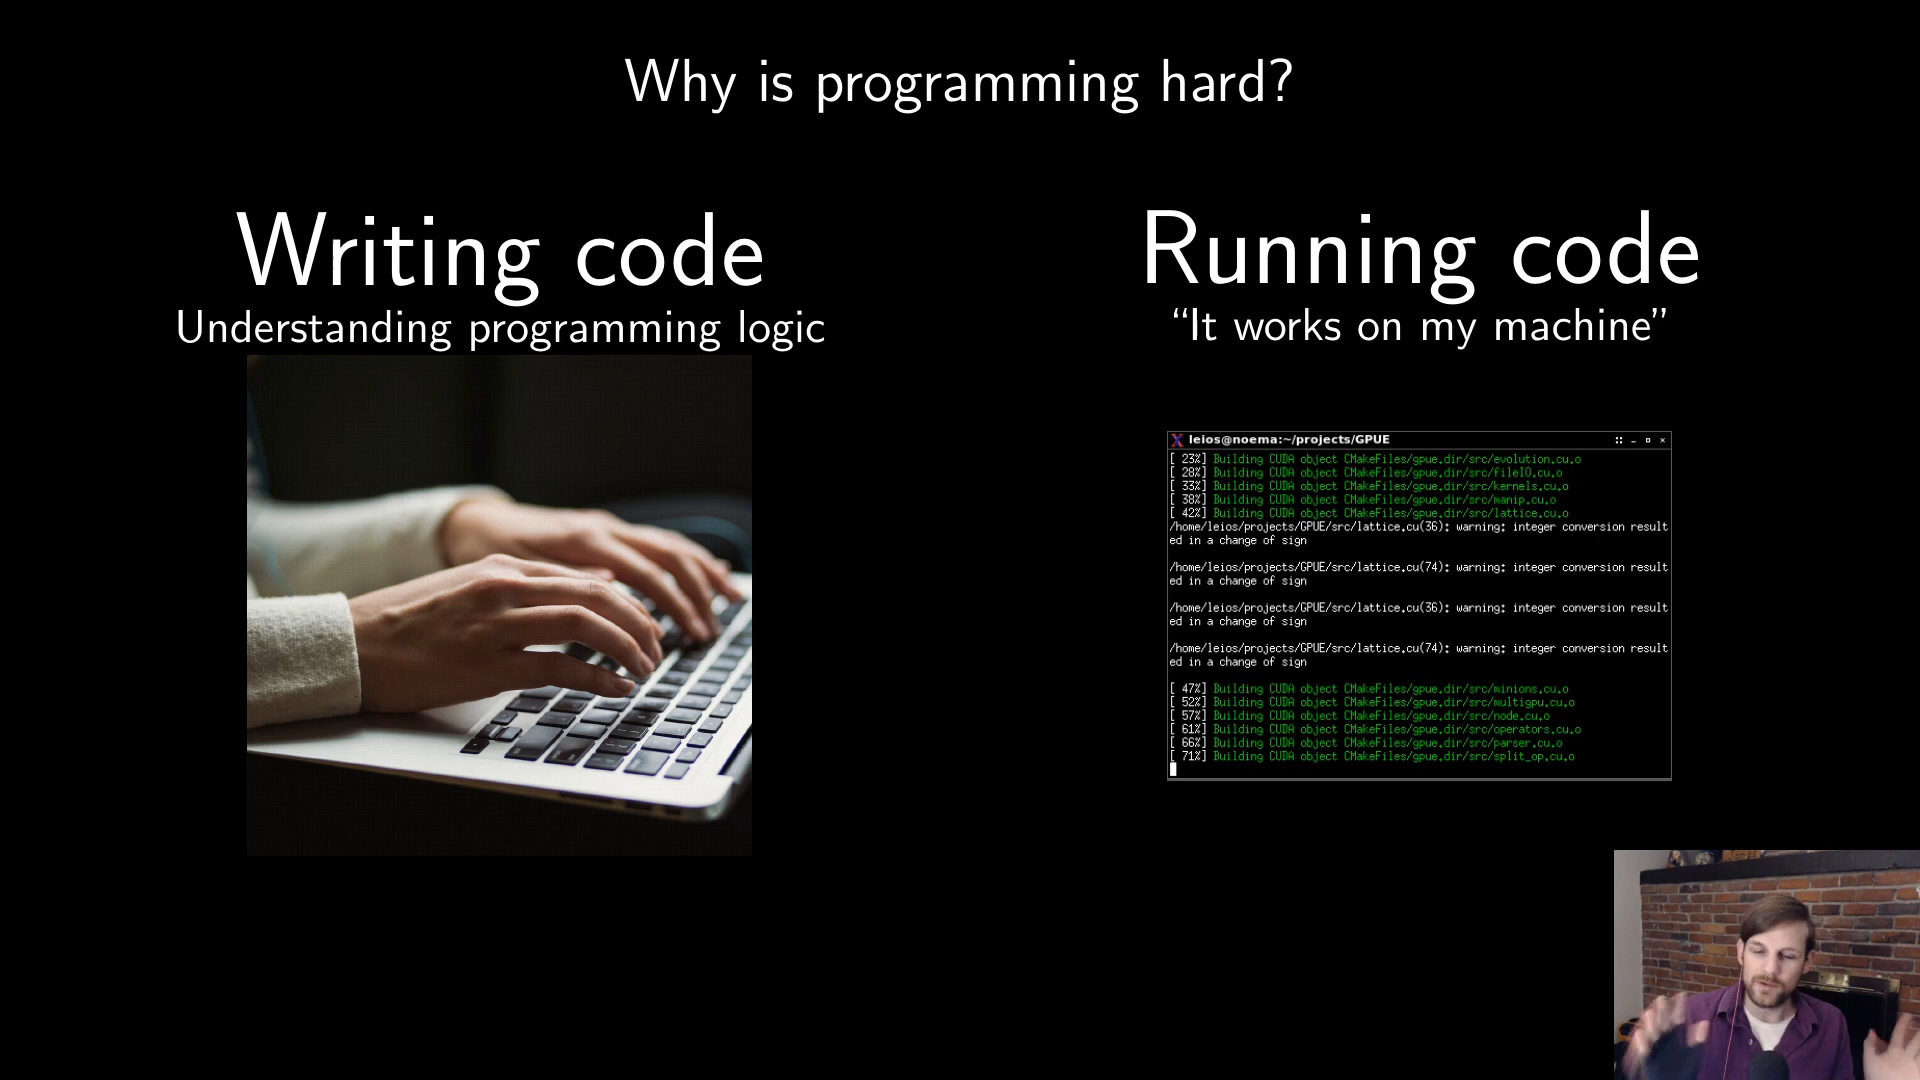 Why is programming hard?
Writing code
Understanding programming logic
Running code
“It works on my machine”
leios@noema:~/projects/GPUE
[ 23%] Building CUDA object CMakeFiles/gpue.dir/src/evolution.cu.o
[ 28%] Building CUDA object CMakeFiles/gpue.dir/src/fileIO.cu.o
[ 33%] Building CUDA object CMakeFiles/gpue.dir/src/kernels.cu.o
[ 38%] Building CUDA object CMakeFiles/gpue.dir/src/manip.cu.o
[ 42%] Building CUDA object CMakeFiles/gpue.dir/src/lattice.cu.o
/home/leios/projects/GPUE/src/lattice.cu(36): warning: integer conversion result
ed in a change of sign
/home/leios/projects/GPUE/src/lattice.cu(74): warning: integer conversion result
ed in a change of sign
/home/leios/projects/GPUE/src/lattice.cu(36): warning: integer conversion result
ed in a change of sign
/home/leios/projects/GPUE/src/lattice.cu(74): warning: integer conversion result
ed in a change of sign
[ 47%] Building CUDA object CMakeFiles/gpue.dir/src/minions.cu.o
[ 52%] Building CUDA object CMakeFiles/gpue.dir/src/multigpu.cu.o
[ 57%] Building CUDA object CMakeFiles/gpue.dir/src/node.cu.o
[ 61%] Building CUDA object CMakeFiles/gpue.dir/src/operators.cu.o
[ 66%] Building CUDA object CMakeFiles/gpue.dir/src/parser.cu.o
[ 71%] Building CUDA object CMakeFiles/gpue.dir/src/split_op.cu.o